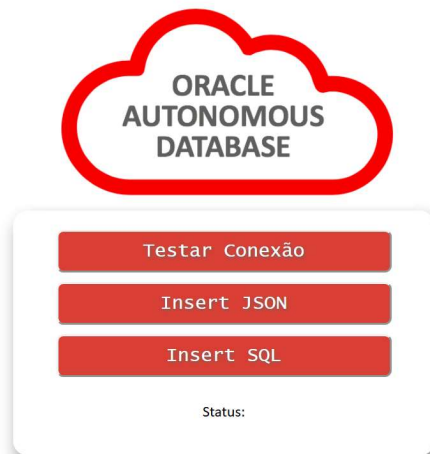 ORACLE
AUTONOMOUS
DATABASE
Testar Conexão
Insert JSON
Insert SQL
Status: